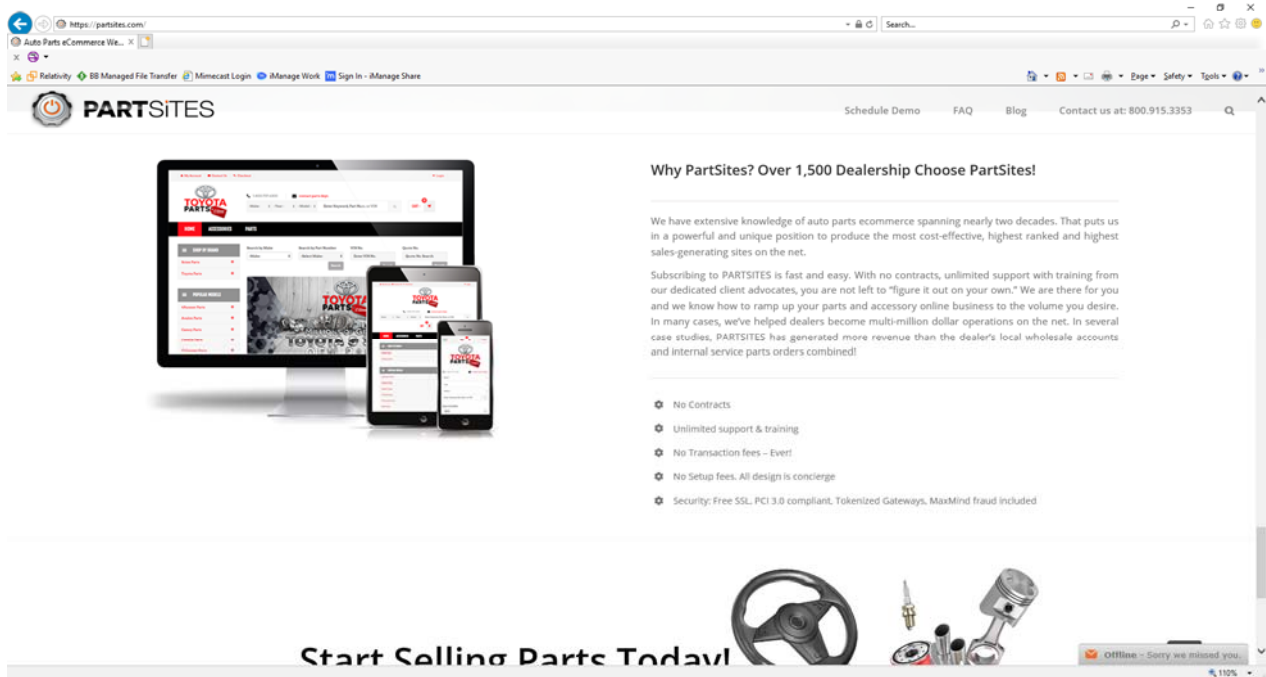 https://partsites.com/
Search...
Auto Parts eCommerce We...
Relativity BB Managed File Transfer Mimecast Login iManage Work Sign In - iManage Share
Page Safety Tools
PARTSiTES
Schedule Demo FAQ Blog Contact us at: 800.915.3353
TOYOTA
PARTS
HOME ACCESSORIES PARTS
Why PartSites? Over 1,500 Dealership Choose PartSites!
We have extensive knowledge of auto parts ecommerce spanning nearly two decades. That puts us
in a powerful and unique position to produce the most cost-effective, highest ranked and highest
sales-generating sites on the net.
Subscribing to PARTSITES is fast and easy. With no contracts, unlimited support with training from
our dedicated client advocates, you are not left to "figure it out on your own." We are there for you
and we know how to ramp up your parts and accessory online business to the volume you desire.
In many cases, we've helped dealers become multi-million dollar operations on the net. In several
case studies, PARTSITES has generated more revenue than the dealer's local wholesale accounts
and internal service parts orders combined!
No Contracts
Unlimited support & training
No Transaction fees – Ever!
No Setup fees. All design is concierge
Security: Free SSL, PCI 3.0 compliant, Tokenized Gateways, MaxMind fraud included
Start Selling Parts Today!
Offline - Sorry we missed you.
110%